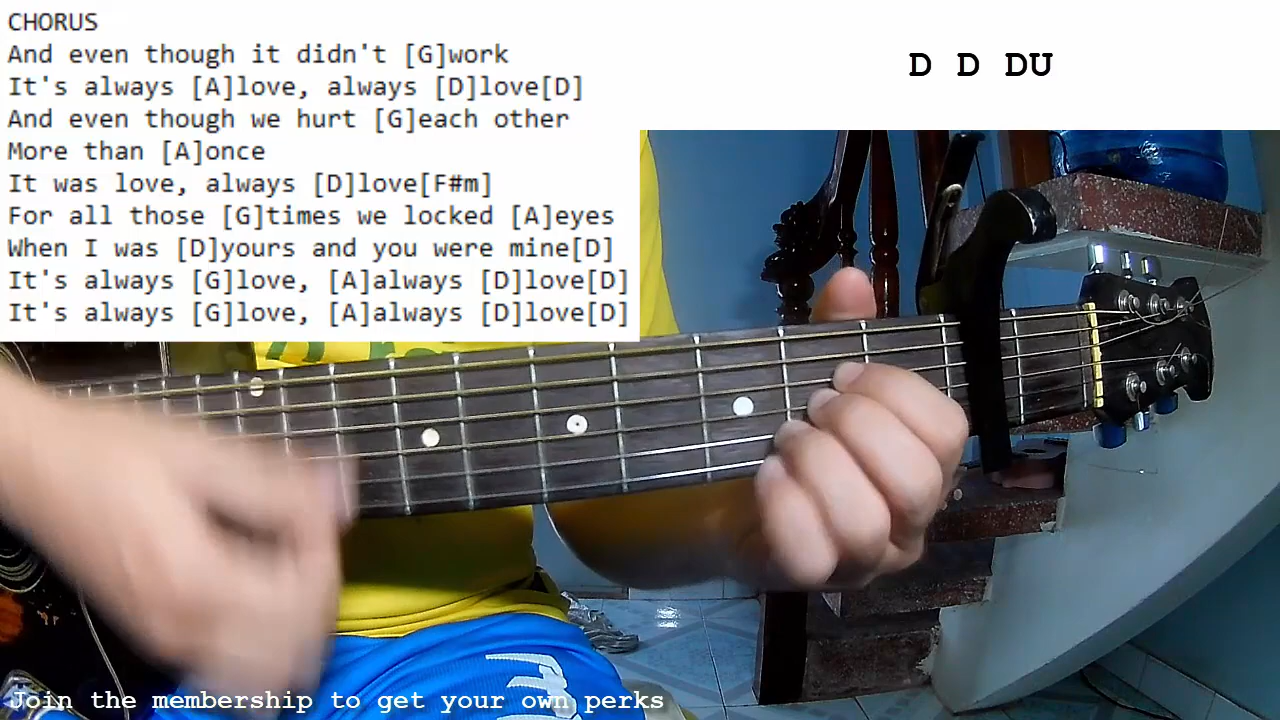 CHORUS
And even though it didn't [G]work
It's always [A]love, always [D]love[D]
And even though we hurt [G]each other
More than [A]once
It was love, always [D]love[F#m]
For all those [G]times we locked [A]eyes
When I was [D]yours and you were mine[D]
It's always [G]love, [A]always [D]love[D]
It's always [G]love, [A]always [D]love[D]
D D DU
Join the membership to get your own perks